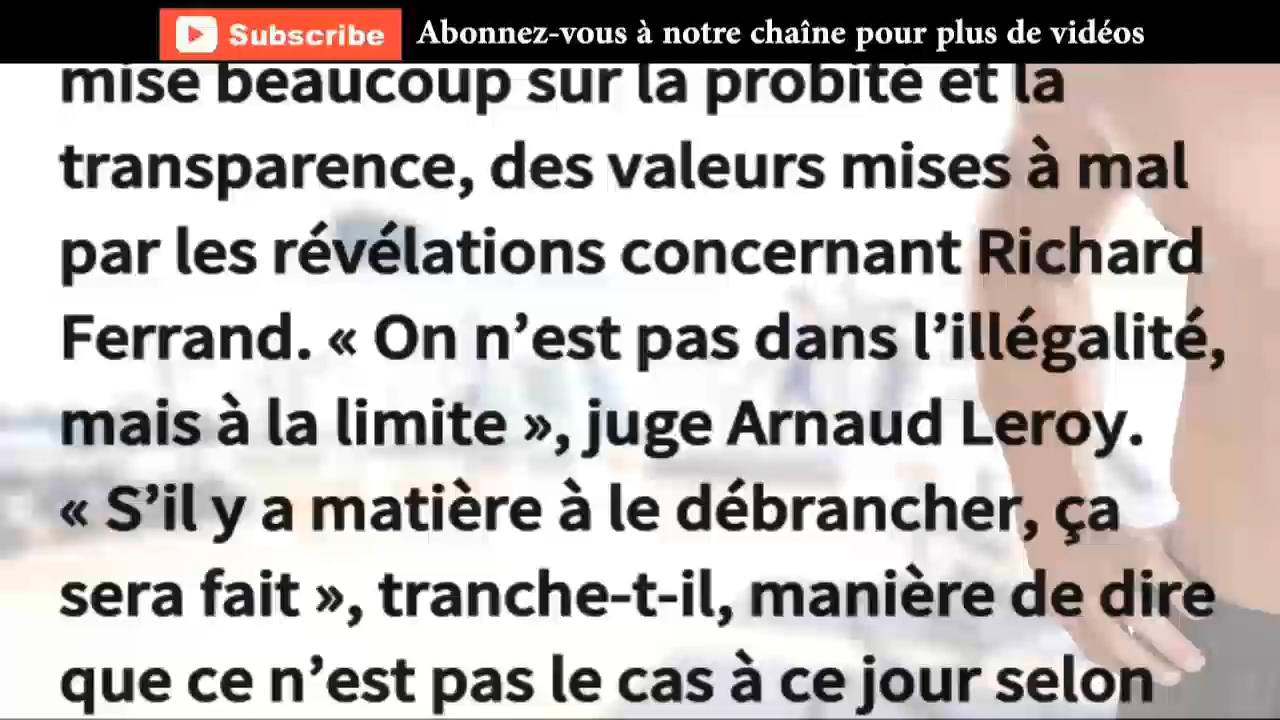 Subscribe Abonnez-vous à notre chaîne pour plus de vidéos
mise beaucoup sur la probité et la
transparence, des valeurs mises à mal
par les révélations concernant Richard
Ferrand. « On n’est pas dans l’illégalité,
mais à la limite », juge Arnaud Leroy.
« S’il y a matière à le débrancher, ça
sera fait », tranche-t-il, manière de dire
que ce n’est pas le cas à ce jour selon